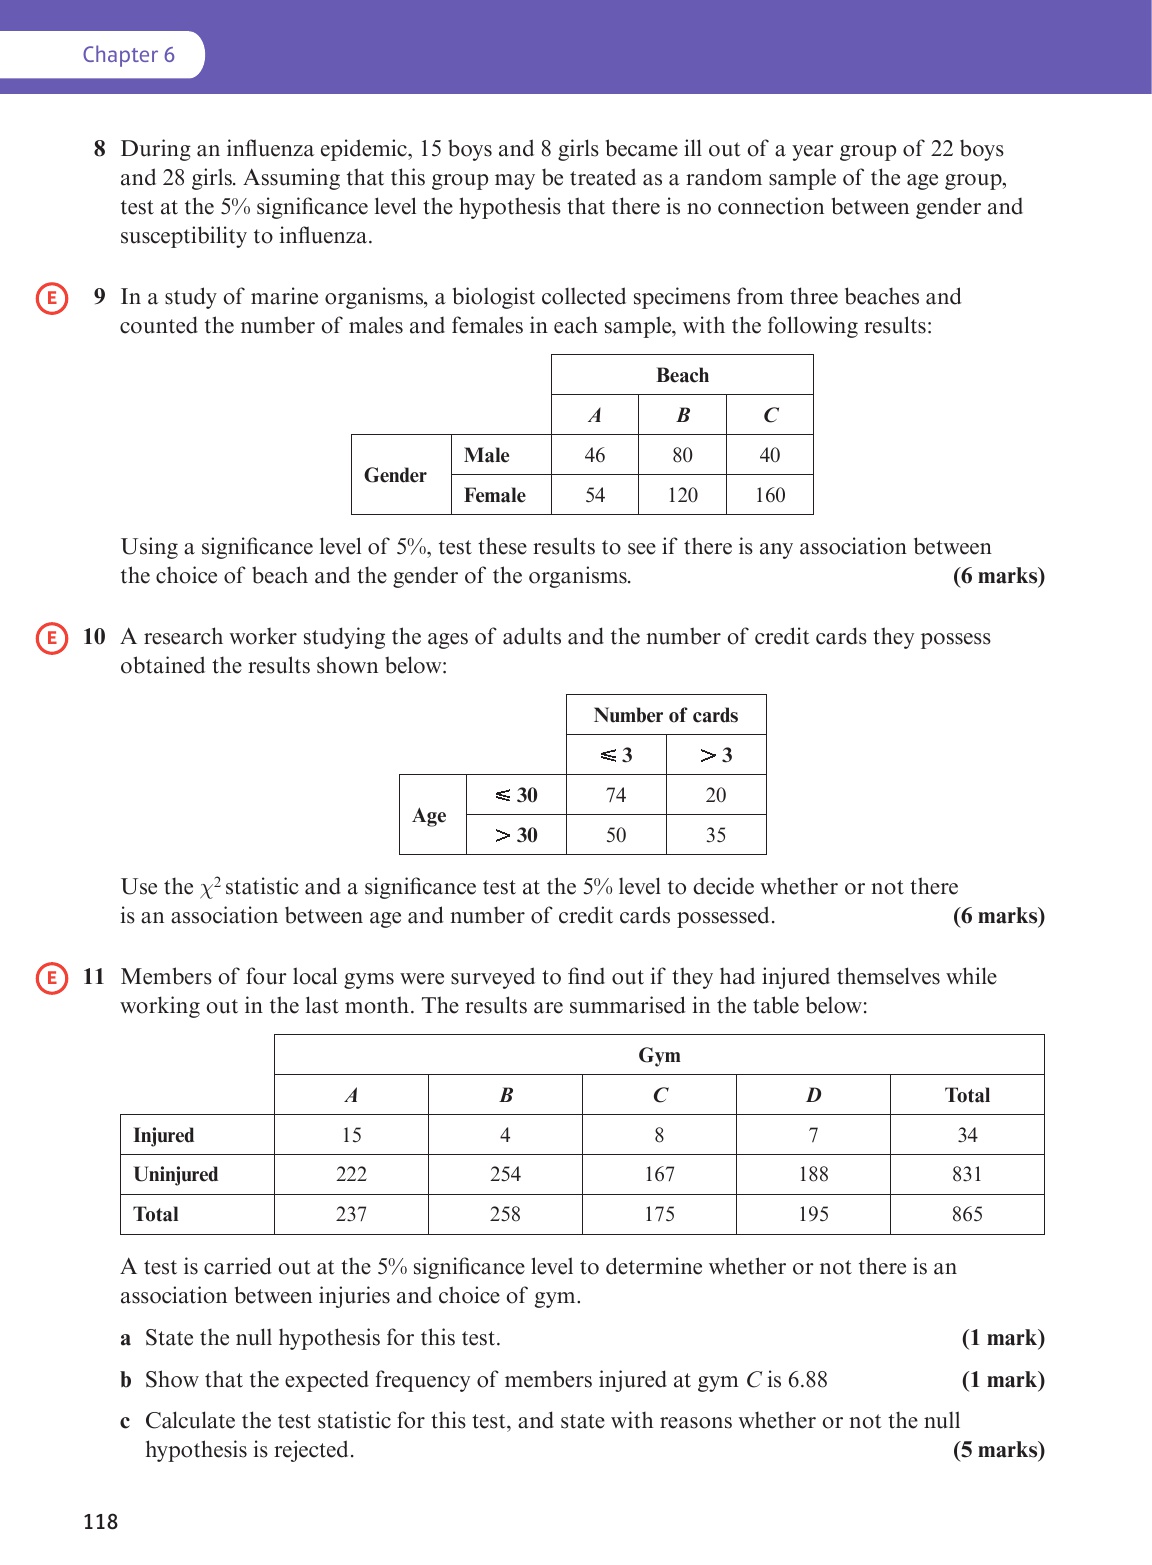 Chapter 6
8 During an influenza epidemic, 15 boys and 8 girls became ill out of a year group of 22 boys
and 28 girls. Assuming that this group may be treated as a random sample of the age group,
test at the 5% significance level the hypothesis that there is no connection between gender and
susceptibility to influenza.
E 9 In a study of marine organisms, a biologist collected specimens from three beaches and
counted the number of males and females in each sample, with the following results:
Beach
A B C
Gender
Male 46 80 40
Female 54 120 160
Using a significance level of 5%, test these results to see if there is any association between
the choice of beach and the gender of the organisms. (6 marks)
E 10 A research worker studying the ages of adults and the number of credit cards they possess
obtained the results shown below:
Number of cards
⩽ 3 > 3
Age
⩽ 30 74 20
> 30 50 35
Use the χ² statistic and a significance test at the 5% level to decide whether or not there
is an association between age and number of credit cards possessed. (6 marks)
E 11 Members of four local gyms were surveyed to find out if they had injured themselves while
working out in the last month. The results are summarised in the table below:
Gym
A B C D Total
Injured 15 4 8 7 34
Uninjured 222 254 167 188 831
Total 237 258 175 195 865
A test is carried out at the 5% significance level to determine whether or not there is an
association between injuries and choice of gym.
a State the null hypothesis for this test. (1 mark)
b Show that the expected frequency of members injured at gym C is 6.88 (1 mark)
c Calculate the test statistic for this test, and state with reasons whether or not the null
hypothesis is rejected. (5 marks)
118